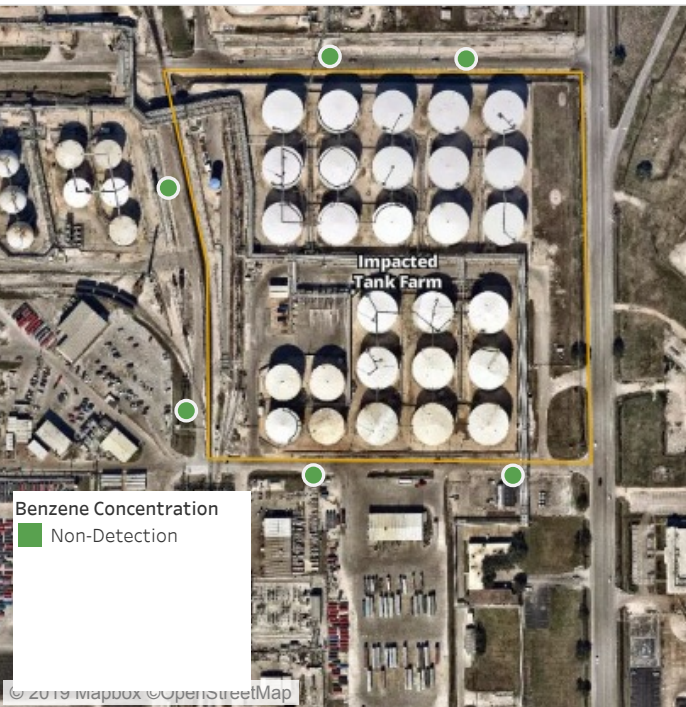 Impacted
Tank Farm
Benzene Concentration
Non-Detection
© 2019 Mapbox ©OpenStreetMap